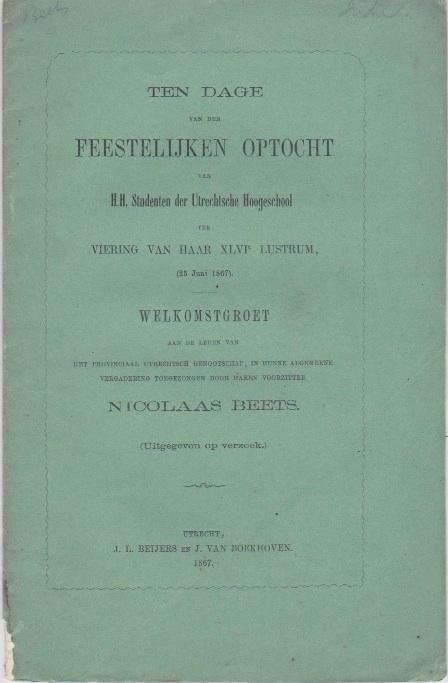 Beets
TEN DAGE
VAN DEN
FEESTELIJKEN OPTOCHT
VAN
H.H. Studenten der Utrechtsche Hoogeschool
TER
VIERING VAN HAAR XLVIe LUSTRUM,
(25 Juni 1867).
WELKOMSTGROET
AAN DE LEDEN VAN
HET PROVINCIAAL UTRECHTSCH GENOOTSCHAP, IN HUNNE ALGEMEENE
VERGADERING TOEGEZONGEN DOOR HAREN VOORZITTER
NICOLAAS BEETS.
(Uitgegeven op verzoek.)
UTRECHT,
J. L. BEIJERS EN J. VAN BOEKHOVEN.
1867.